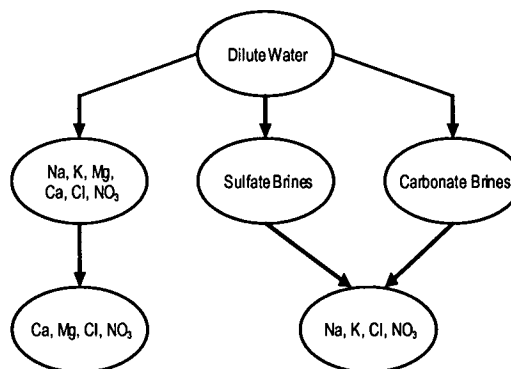 Dilute Water
Na, K, Mg,
Ca, Cl, NO₃
Sulfate Brines
Carbonate Brines
Ca, Mg, Cl, NO₃
Na, K, Cl, NO₃